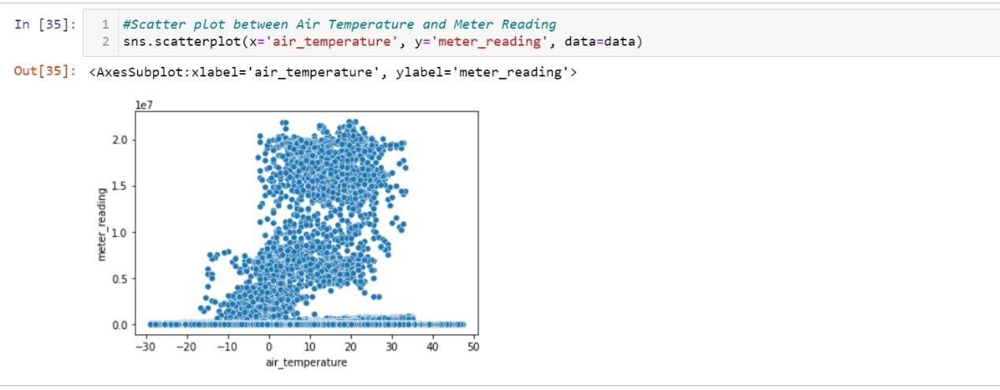 In [35]:
1 #Scatter plot between Air Temperature and Meter Reading
2 sns.scatterplot(x='air_temperature', y='meter_reading', data=data)
Out[35]: <AxesSubplot:xlabel='air_temperature', ylabel='meter_reading'>
1e7
2.0
1.5
1.0
0.5
0.0
meter_reading
−30 −20 −10 0 10 20 30 40 50
air_temperature